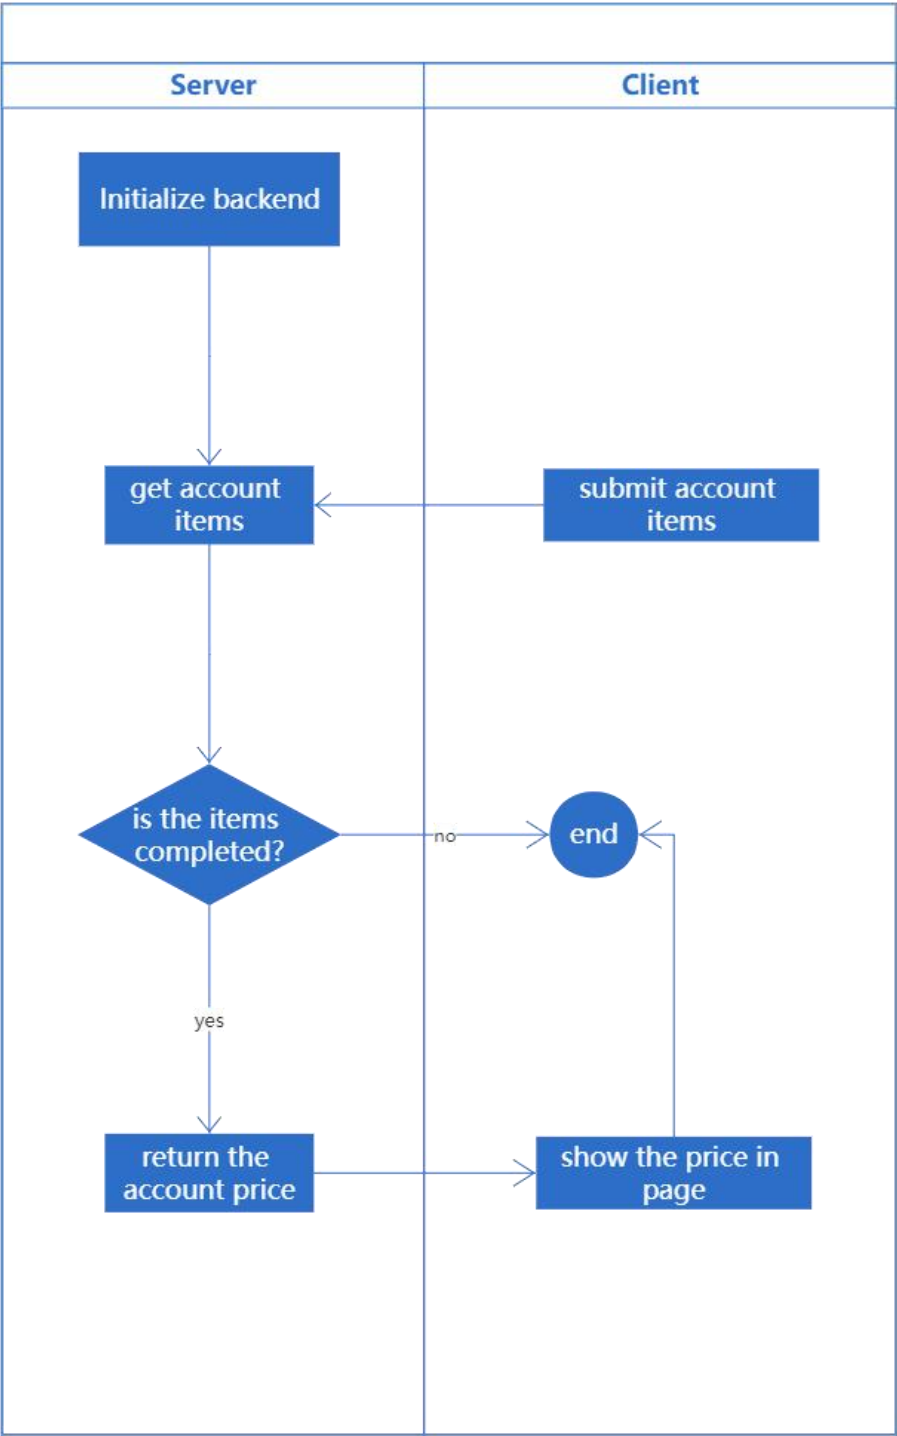 Server
Client
Initialize backend
get account
items
submit account
items
is the items
completed?
no
end
yes
return the
account price
show the price in
page